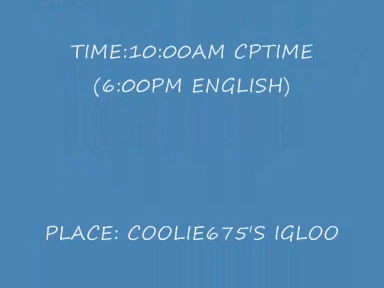 TIME:10:00AM CPTIME
(6:00PM ENGLISH)
PLACE: COOLIE675'S IGLOO